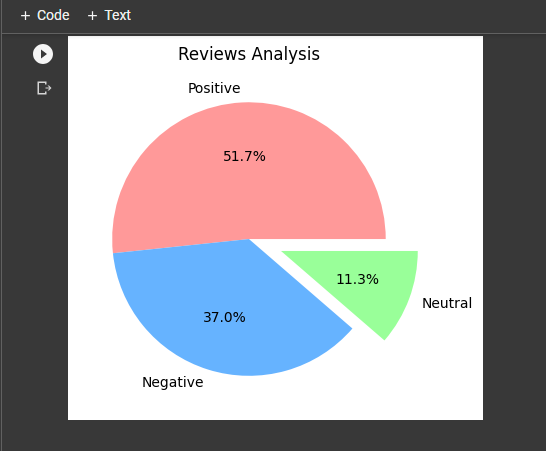 + Code + Text
Reviews Analysis
Positive
51.7%
11.3%
Neutral
37.0%
Negative